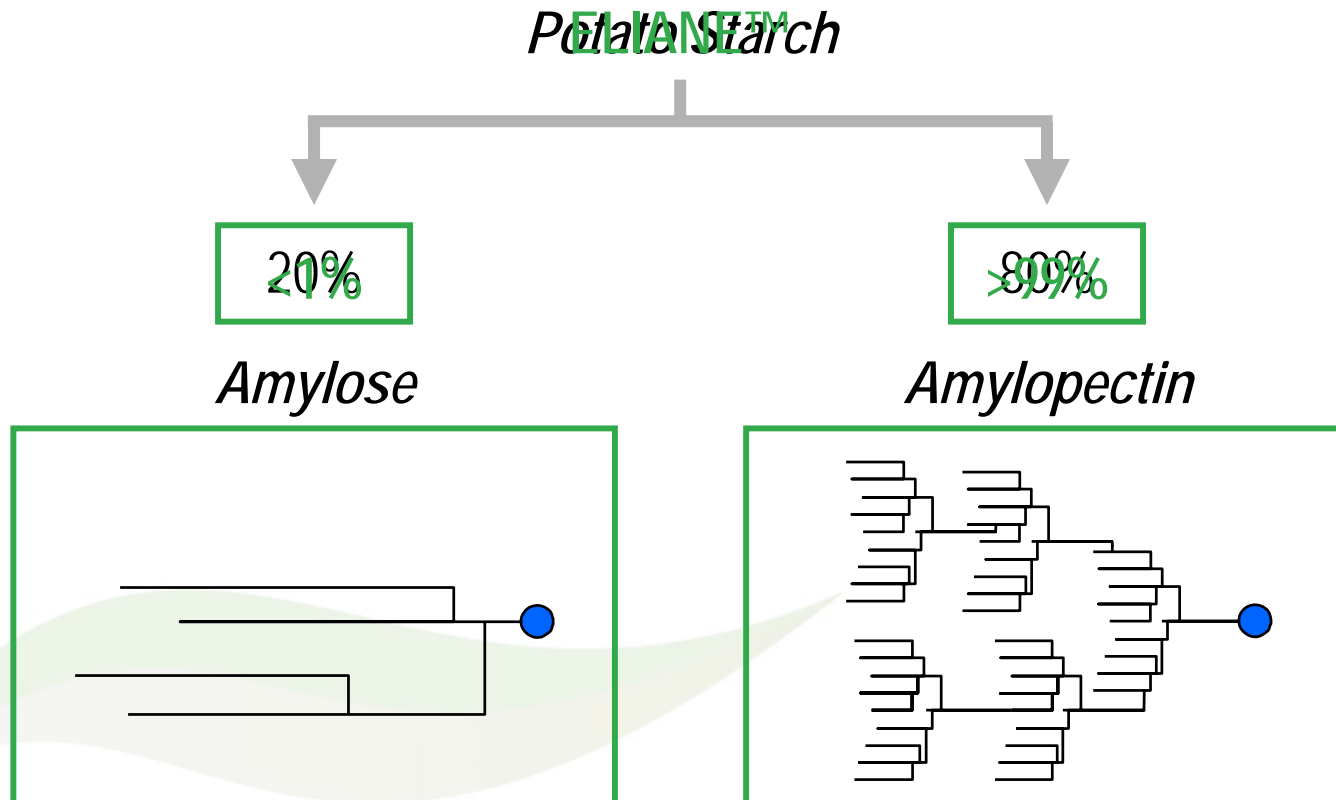 Potato Starch
ELIANE™
20%
<1%
80%
>99%
Amylose
Amylopectin